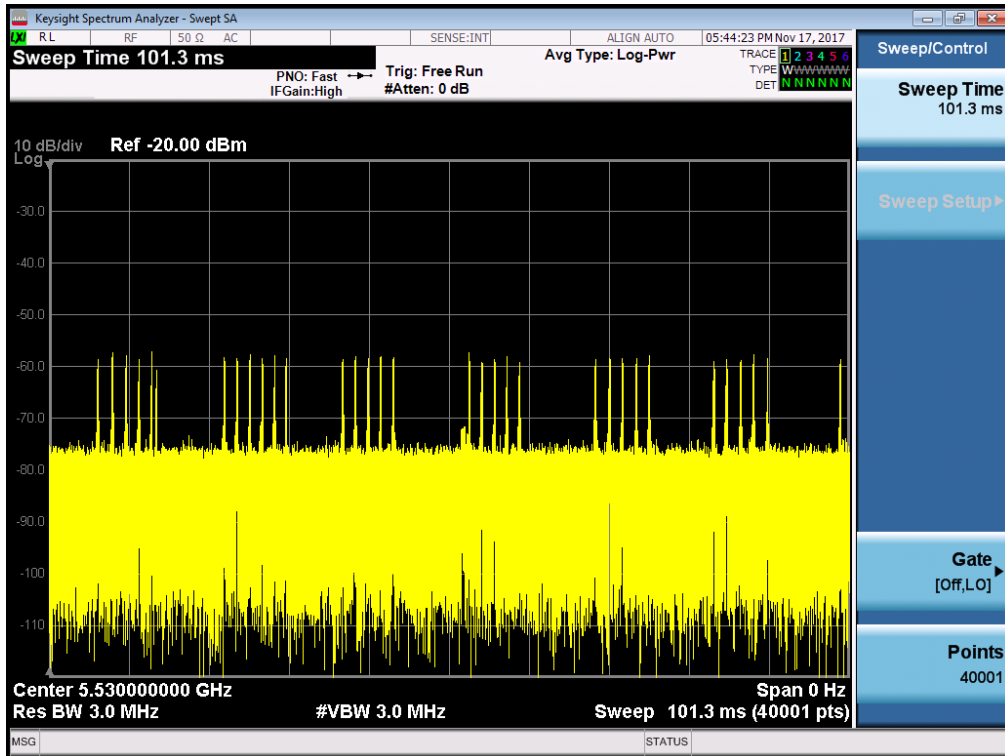 Keysight Spectrum Analyzer - Swept SA
LXI RL RF 50 Ω AC SENSE:INT ALIGN AUTO 05:44:23 PM Nov 17, 2017
Sweep Time 101.3 ms
PNO: Fast
IFGain:High
Trig: Free Run
#Atten: 0 dB
Avg Type: Log-Pwr
TRACE 1 2 3 4 5 6
TYPE WWWWWW
DET N N N N N N
10 dB/div Ref -20.00 dBm
Log
-30.0
-40.0
-50.0
-60.0
-70.0
-80.0
-90.0
-100
-110
Center 5.530000000 GHz Span 0 Hz
Res BW 3.0 MHz #VBW 3.0 MHz Sweep 101.3 ms (40001 pts)
MSG STATUS
Sweep/Control
Sweep Time
101.3 ms
Sweep Setup
Gate
[Off,LO]
Points
40001